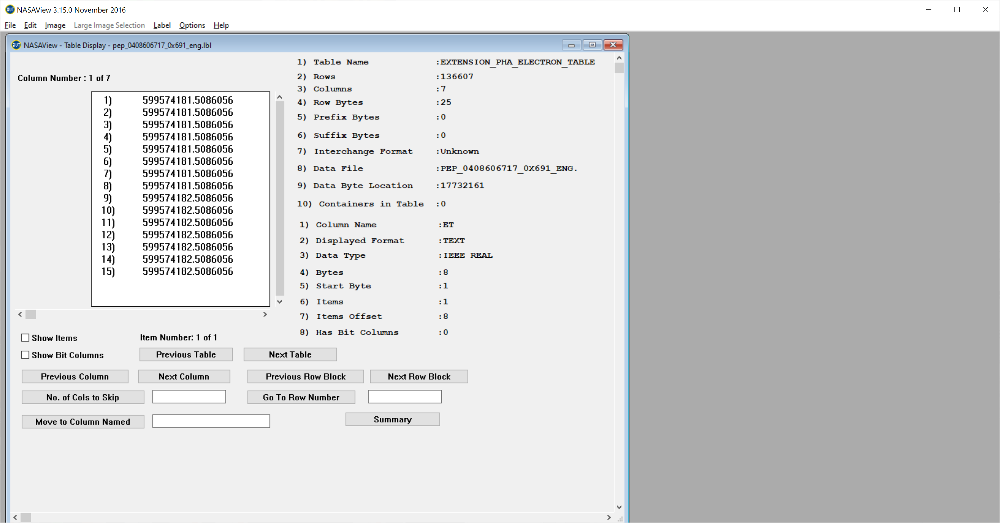 NASAView 3.15.0 November 2016
File Edit Image Large Image Selection Label Options Help
NASAView - Table Display - pep_0408606717_0x691_eng.lbl
Column Number : 1 of 7
1) 599574181.5086056
2) 599574181.5086056
3) 599574181.5086056
4) 599574181.5086056
5) 599574181.5086056
6) 599574181.5086056
7) 599574181.5086056
8) 599574181.5086056
9) 599574182.5086056
10) 599574182.5086056
11) 599574182.5086056
12) 599574182.5086056
13) 599574182.5086056
14) 599574182.5086056
15) 599574182.5086056
1) Table Name :EXTENSION_PHA_ELECTRON_TABLE
2) Rows :136607
3) Columns :7
4) Row Bytes :25
5) Prefix Bytes :0
6) Suffix Bytes :0
7) Interchange Format :Unknown
8) Data File :PEP_0408606717_0X691_ENG.
9) Data Byte Location :17732161
10) Containers in Table :0
1) Column Name :ET
2) Displayed Format :TEXT
3) Data Type :IEEE REAL
4) Bytes :8
5) Start Byte :1
6) Items :1
7) Items Offset :8
8) Has Bit Columns :0
Show Items Item Number: 1 of 1
Show Bit Columns Previous Table Next Table
Previous Column Next Column Previous Row Block Next Row Block
No. of Cols to Skip Go To Row Number
Move to Column Named Summary